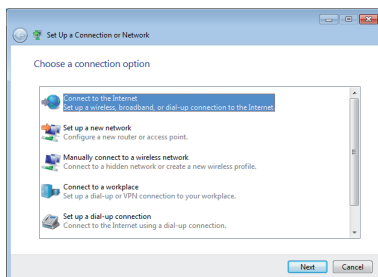 Set Up a Connection or Network
Choose a connection option
Connect to the Internet
Set up a wireless, broadband, or dial-up connection to the Internet
Set up a new network
Configure a new router or access point.
Manually connect to a wireless network
Connect to a hidden network or create a new wireless profile.
Connect to a workplace
Set up a dial-up or VPN connection to your workplace.
Set up a dial-up connection
Connect to the Internet using a dial-up connection.
Next Cancel